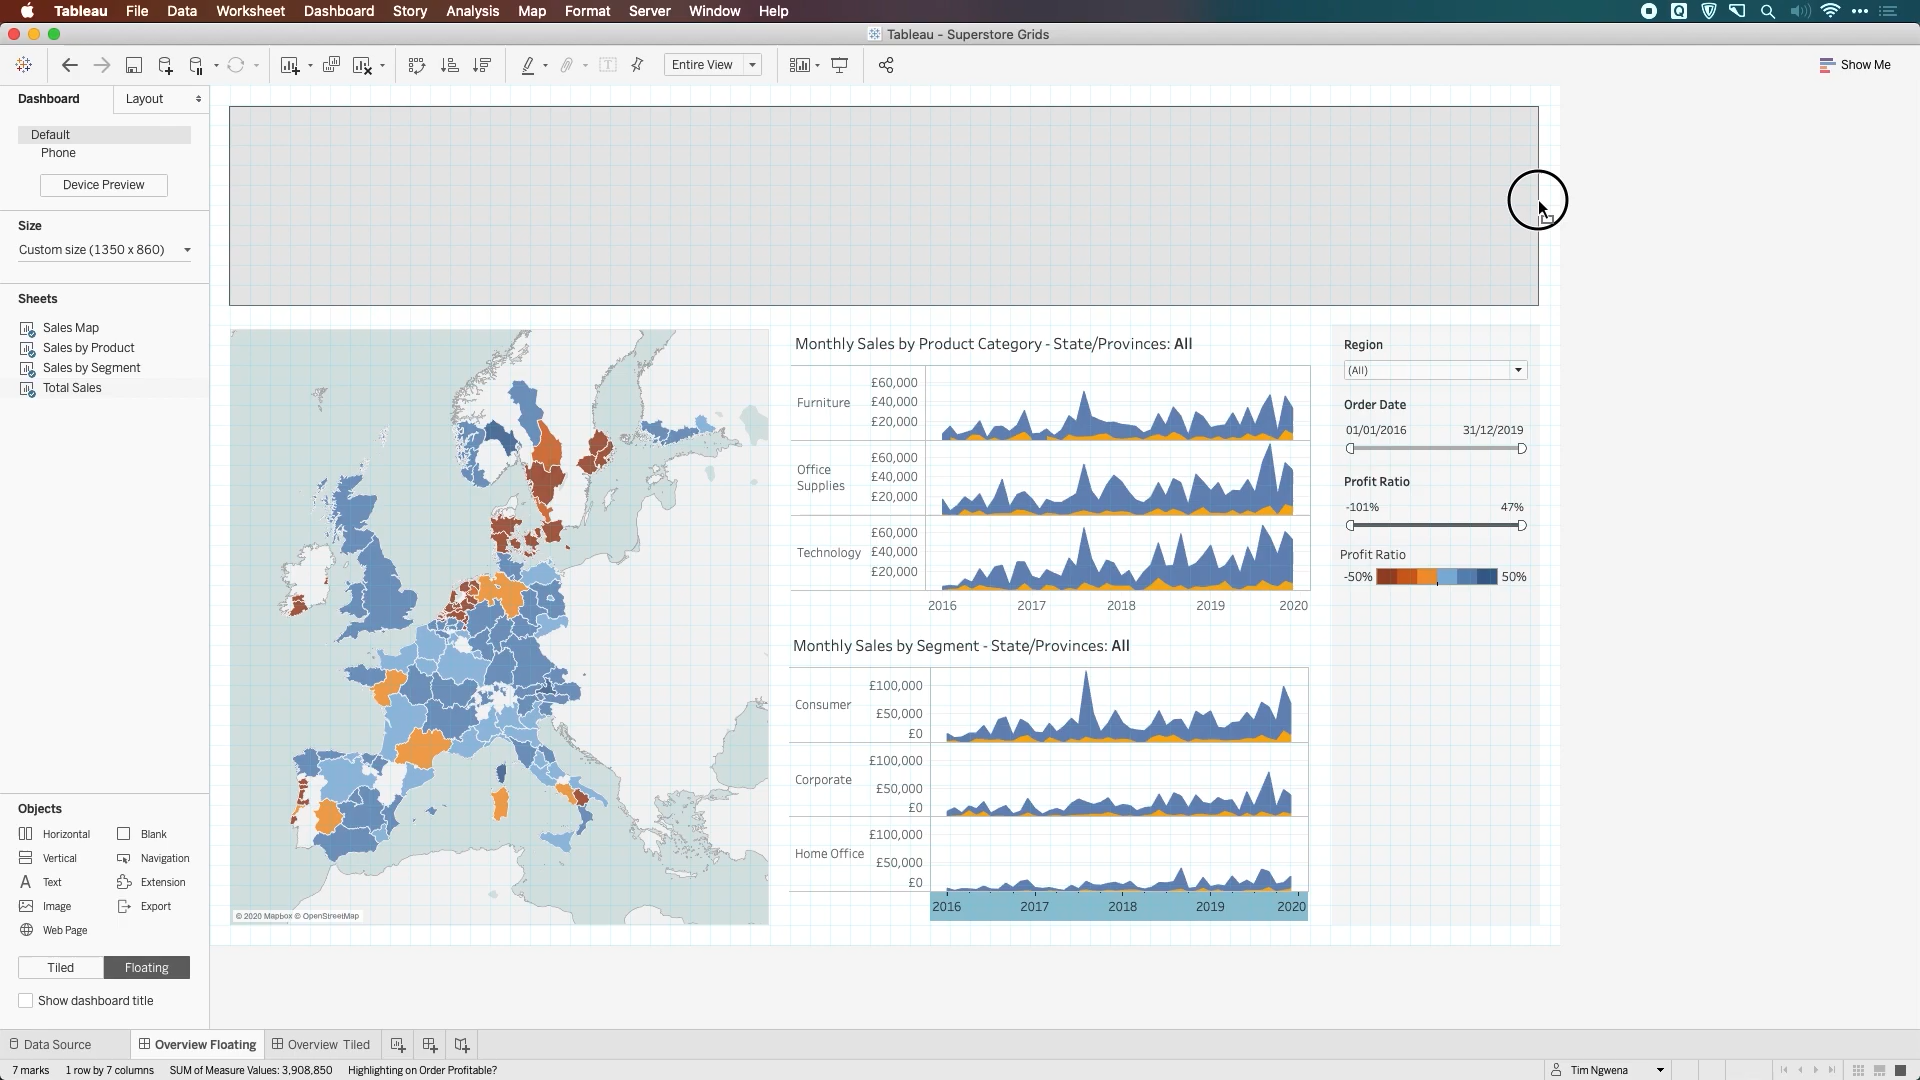 Tableau File Data Worksheet Dashboard Story Analysis Map Format Server Window Help
Tableau - Superstore Grids
Entire View
Show Me
Dashboard Layout
Default
Phone
Device Preview
Size
Custom size (1350 x 860)
Sheets
Sales Map
Sales by Product
Sales by Segment
Total Sales
Objects
Horizontal Blank
Vertical Navigation
Text Extension
Image Export
Web Page
Tiled Floating
Show dashboard title
© 2020 Mapbox © OpenStreetMap
Monthly Sales by Product Category - State/Provinces: All
Furniture £60,000
£40,000
£20,000
Office Supplies £60,000
£40,000
£20,000
Technology £60,000
£40,000
£20,000
2016 2017 2018 2019 2020
Monthly Sales by Segment - State/Provinces: All
Consumer £100,000
£50,000
£0
Corporate £100,000
£50,000
£0
Home Office £100,000
£50,000
£0
2016 2017 2018 2019 2020
Region
(All)
Order Date
01/01/2016 31/12/2019
Profit Ratio
-101% 47%
Profit Ratio
-50% 50%
Data Source Overview Floating Overview Tiled
7 marks 1 row by 7 columns SUM of Measure Values: 3,908,850 Highlighting on Order Profitable? Tim Ngwena